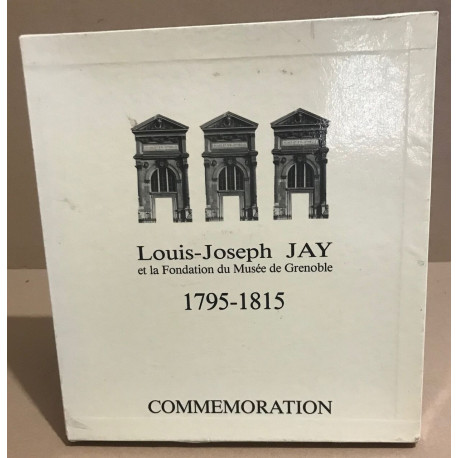 Louis-Joseph JAY
et la Fondation du Musée de Grenoble
1795-1815
COMMEMORATION